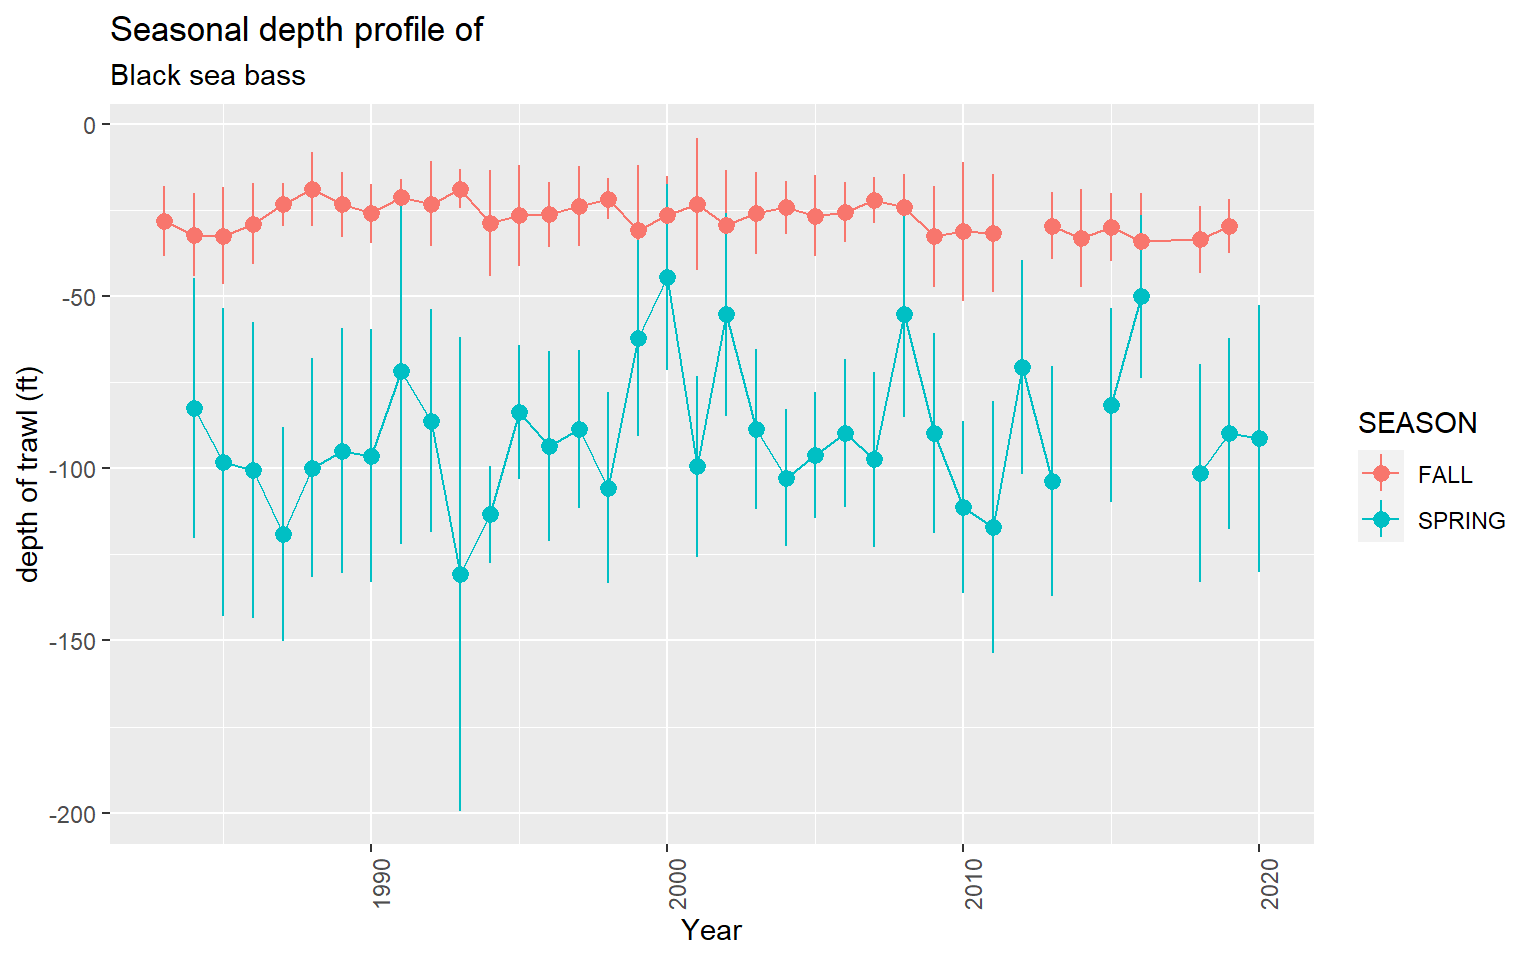 Seasonal depth profile of
Black sea bass
0
-50
-100
-150
-200
depth of trawl (ft)
1990
2000
2010
2020
Year
SEASON
FALL
SPRING